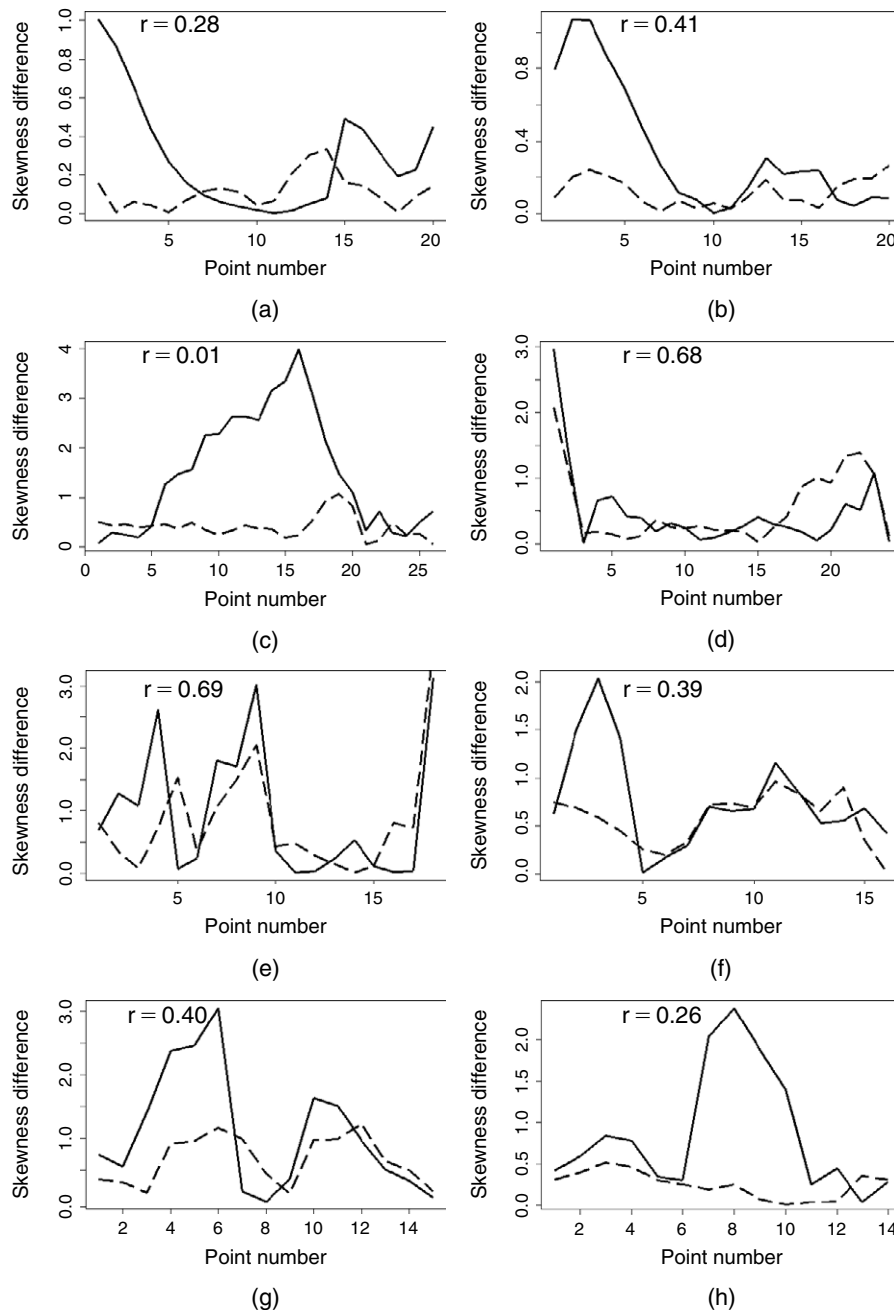 r = 0.28
Skewness difference
1.0
0.8
0.6
0.4
0.2
0.0
5 10 15 20
Point number
(a)
r = 0.41
Skewness difference
0.8
0.4
0.0
5 10 15 20
Point number
(b)
r = 0.01
Skewness difference
4
3
2
1
0
0 5 10 15 20 25
Point number
(c)
r = 0.68
Skewness difference
3.0
2.0
1.0
0.0
5 10 15 20
Point number
(d)
r = 0.69
Skewness difference
3.0
2.0
1.0
0.0
5 10 15
Point number
(e)
r = 0.39
Skewness difference
2.0
1.5
1.0
0.5
0.0
5 10 15
Point number
(f)
r = 0.40
Skewness difference
3.0
2.0
1.0
0.0
2 4 6 8 10 12 14
Point number
(g)
r = 0.26
Skewness difference
2.0
1.5
1.0
0.5
0.0
2 4 6 8 10 12 14
Point number
(h)